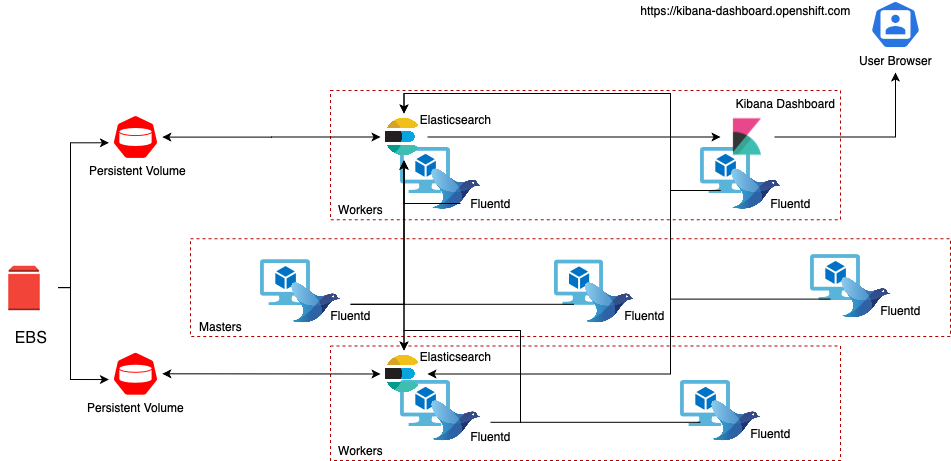 https://kibana-dashboard.openshift.com
User Browser
Kibana Dashboard
Elasticsearch
Persistent Volume
Fluentd
Fluentd
Workers
EBS
Fluentd
Fluentd
Fluentd
Masters
Elasticsearch
Persistent Volume
Fluentd
Fluentd
Workers